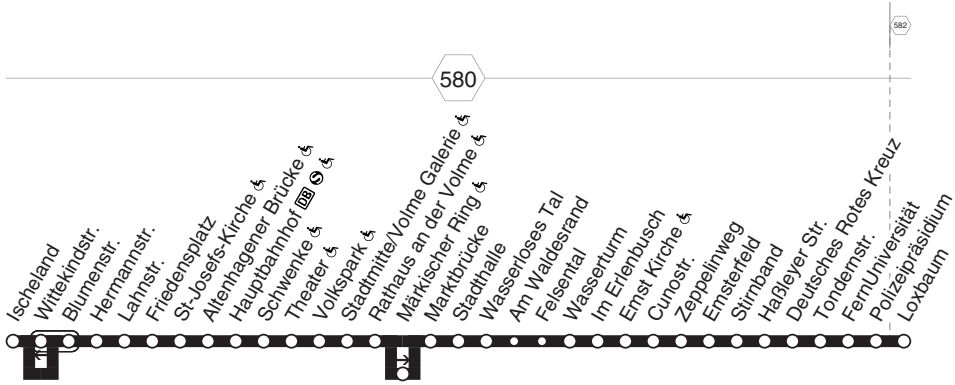 582
580
Ischeland
Wittekindstr.
Blumenstr.
Hermannstr.
Lahnstr.
Friedensplatz
St-Josefs-Kirche
Altenhagener Brücke
Hauptbahnhof DB S
Schwenke
Theater
Volkspark
Stadtmitte/Volme Galerie
Rathaus an der Volme
Märkischer Ring
Marktbrücke
Stadthalle
Wasserloses Tal
Am Waldesrand
Felsental
Wasserturm
Im Erlenbusch
Ernst Kirche
Cunostr.
Zeppelinweg
Emsterfeld
Stirnband
Haßleyer Str.
Deutsches Rotes Kreuz
Tondernstr.
FernUniversität
Polizeipräsidium
Loxbaum